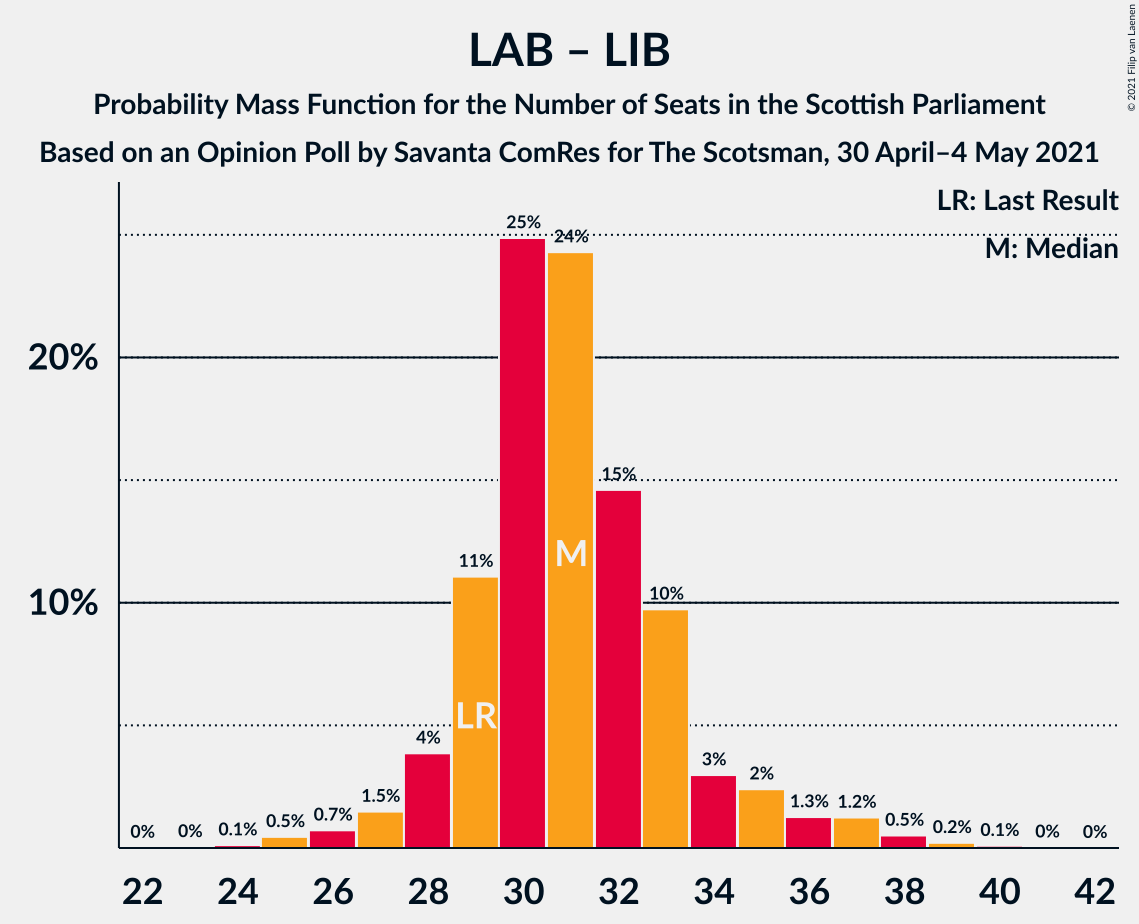 LAB – LIB
Probability Mass Function for the Number of Seats in the Scottish Parliament
Based on an Opinion Poll by Savanta ComRes for The Scotsman, 30 April–4 May 2021
© 2021 Filip van Laenen
LR: Last Result
M: Median
20%
10%
0%
0%
0.1%
0.5%
0.7%
1.5%
4%
11%
25%
24%
15%
10%
3%
2%
1.3%
1.2%
0.5%
0.2%
0.1%
0%
0%
LR
M
22 24 26 28 30 32 34 36 38 40 42